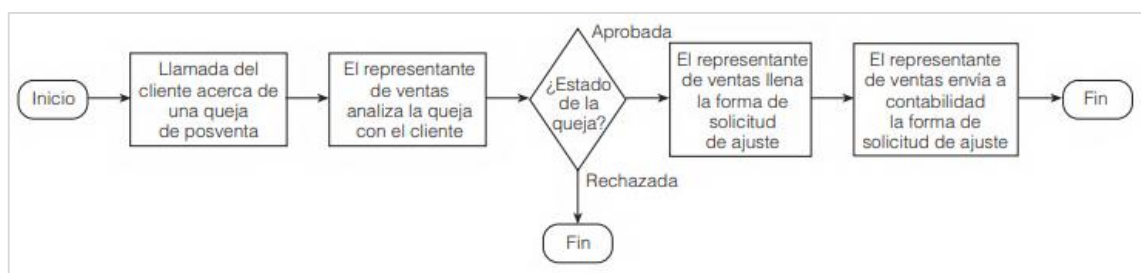 Inicio
Llamada del
cliente acerca de
una queja
de posventa
El representante
de ventas
analiza la queja
con el cliente
¿Estado
de la
queja?
Aprobada
Rechazada
Fin
El representante
de ventas llena
la forma de
solicitud
de ajuste
El representante
de ventas envía a
contabilidad
la forma de
solicitud de ajuste
Fin